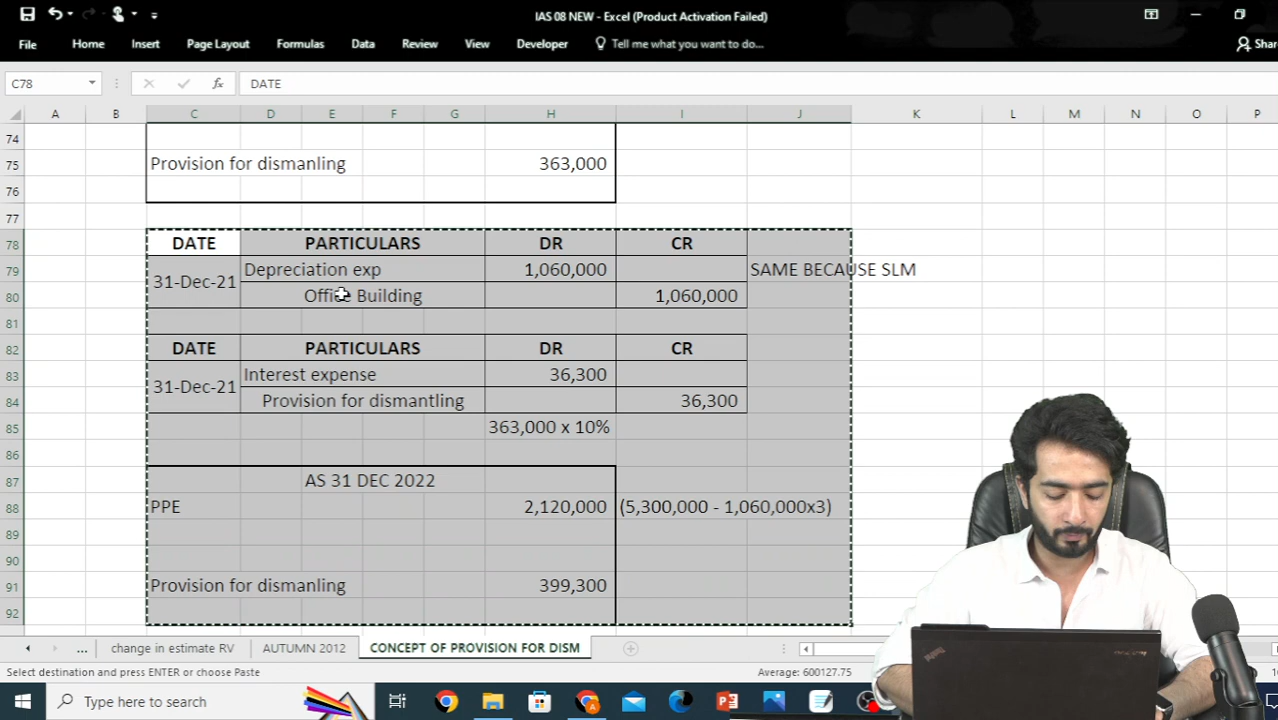 IAS 08 NEW - Excel (Product Activation Failed)
File Home Insert Page Layout Formulas Data Review View Developer Tell me what you want to do... Shar
C78 fx DATE
A B C D E F G H I J K L M N O P
74
75 Provision for dismanling 363,000
76
77
78 DATE PARTICULARS DR CR
79 Depreciation exp 1,060,000 SAME BECAUSE SLM
31-Dec-21
80 Office Building 1,060,000
81
82 DATE PARTICULARS DR CR
83 Interest expense 36,300
31-Dec-21
84 Provision for dismantling 36,300
85 363,000 x 10%
86
87 AS 31 DEC 2022
88 PPE 2,120,000 (5,300,000 - 1,060,000x3)
89
90
91 Provision for dismanling 399,300
92
... change in estimate RV AUTUMN 2012 CONCEPT OF PROVISION FOR DISM
Select destination and press ENTER or choose Paste Average: 600127.75
Type here to search